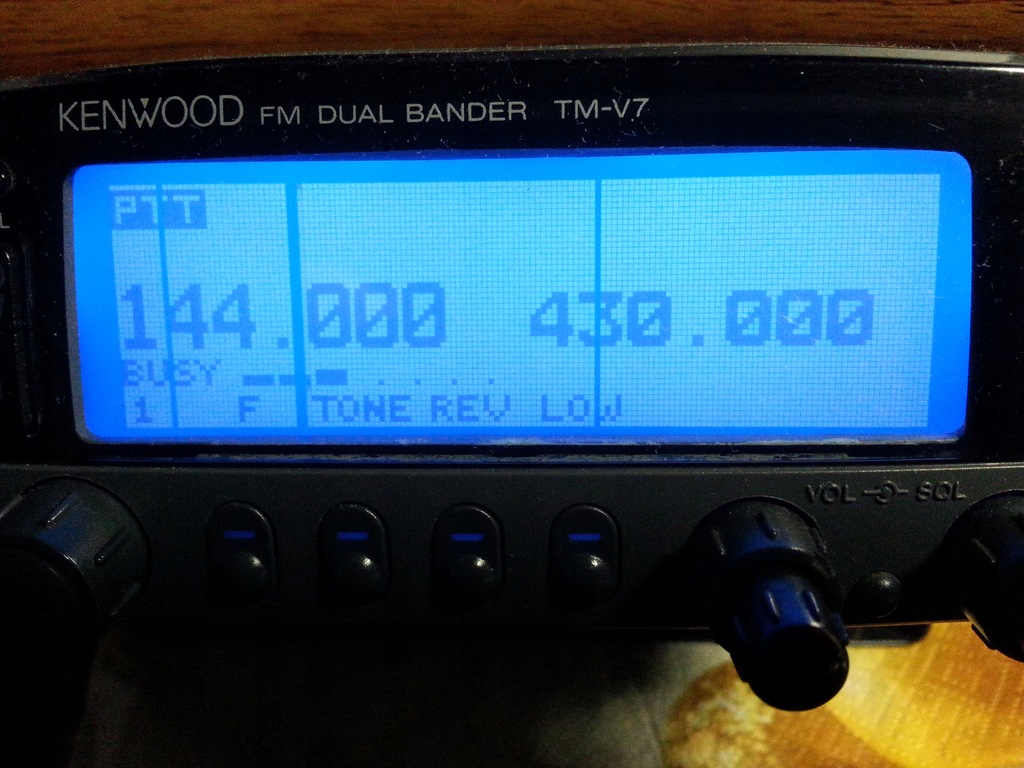 KENWOOD FM DUAL BANDER TM-V7
PTT
144.000 430.000
BUSY
1 F TONE REV LOW
VOL SQL
L